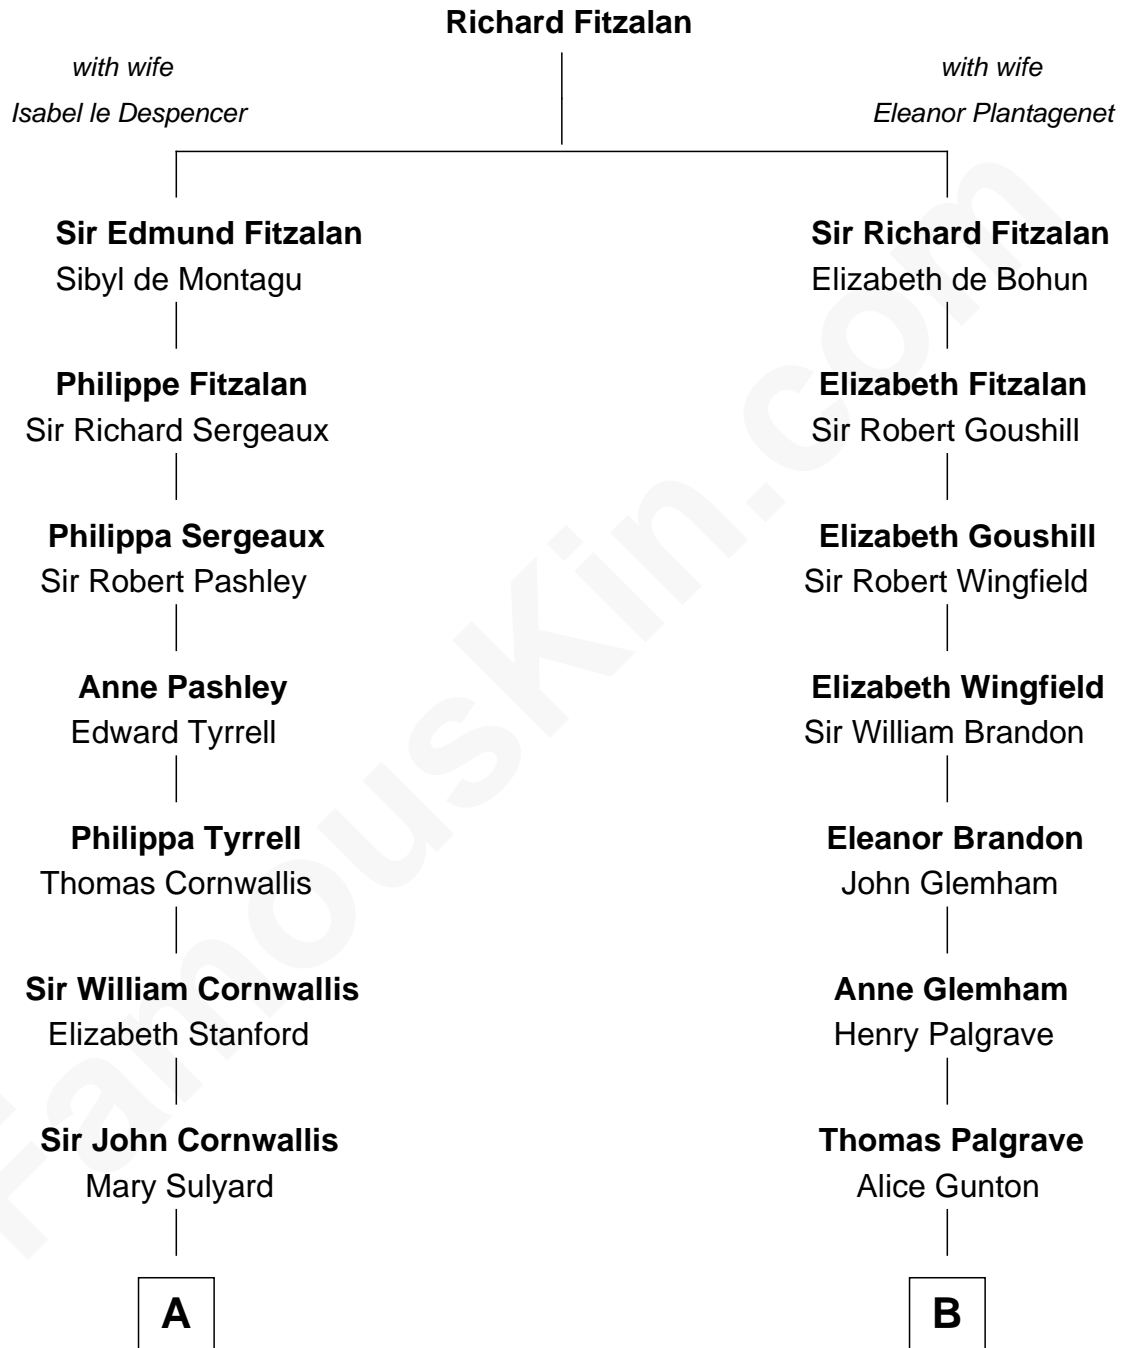 Richard Fitzalan
with wife
Isabel le Despencer
with wife
Eleanor Plantagenet
Sir Edmund Fitzalan
Sibyl de Montagu
Sir Richard Fitzalan
Elizabeth de Bohun
Philippe Fitzalan
Sir Richard Sergeaux
Elizabeth Fitzalan
Sir Robert Goushill
Philippa Sergeaux
Sir Robert Pashley
Elizabeth Goushill
Sir Robert Wingfield
Anne Pashley
Edward Tyrrell
Elizabeth Wingfield
Sir William Brandon
Philippa Tyrrell
Thomas Cornwallis
Eleanor Brandon
John Glemham
Sir William Cornwallis
Elizabeth Stanford
Anne Glemham
Henry Palgrave
Sir John Cornwallis
Mary Sulyard
Thomas Palgrave
Alice Gunton
A
B
FamousKin.com